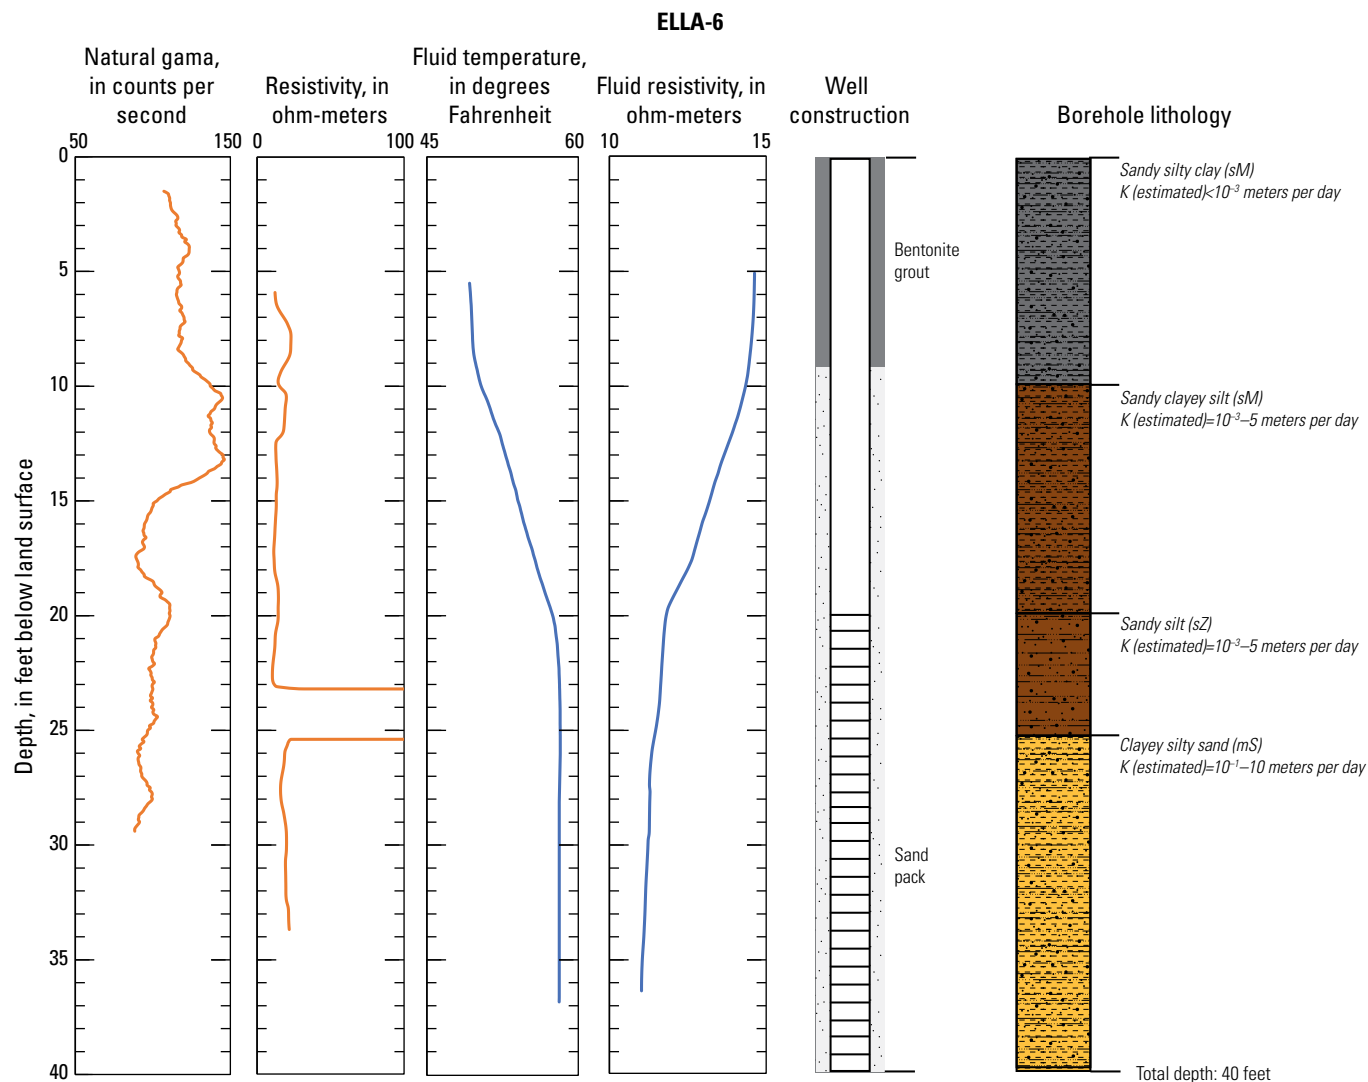 ELLA-6
Natural gama,
in counts per
second
50 150
Resistivity, in
ohm-meters
0 100
Fluid temperature,
in degrees
Fahrenheit
45 60
Fluid resistivity, in
ohm-meters
10 15
Well
construction
Borehole lithology
Depth, in feet below land surface
0
5
10
15
20
25
30
35
40
Bentonite
grout
Sand
pack
Sandy silty clay (sM)
K (estimated)<10⁻³ meters per day
Sandy clayey silt (sM)
K (estimated)=10⁻³–5 meters per day
Sandy silt (sZ)
K (estimated)=10⁻³–5 meters per day
Clayey silty sand (mS)
K (estimated)=10⁻¹–10 meters per day
Total depth: 40 feet